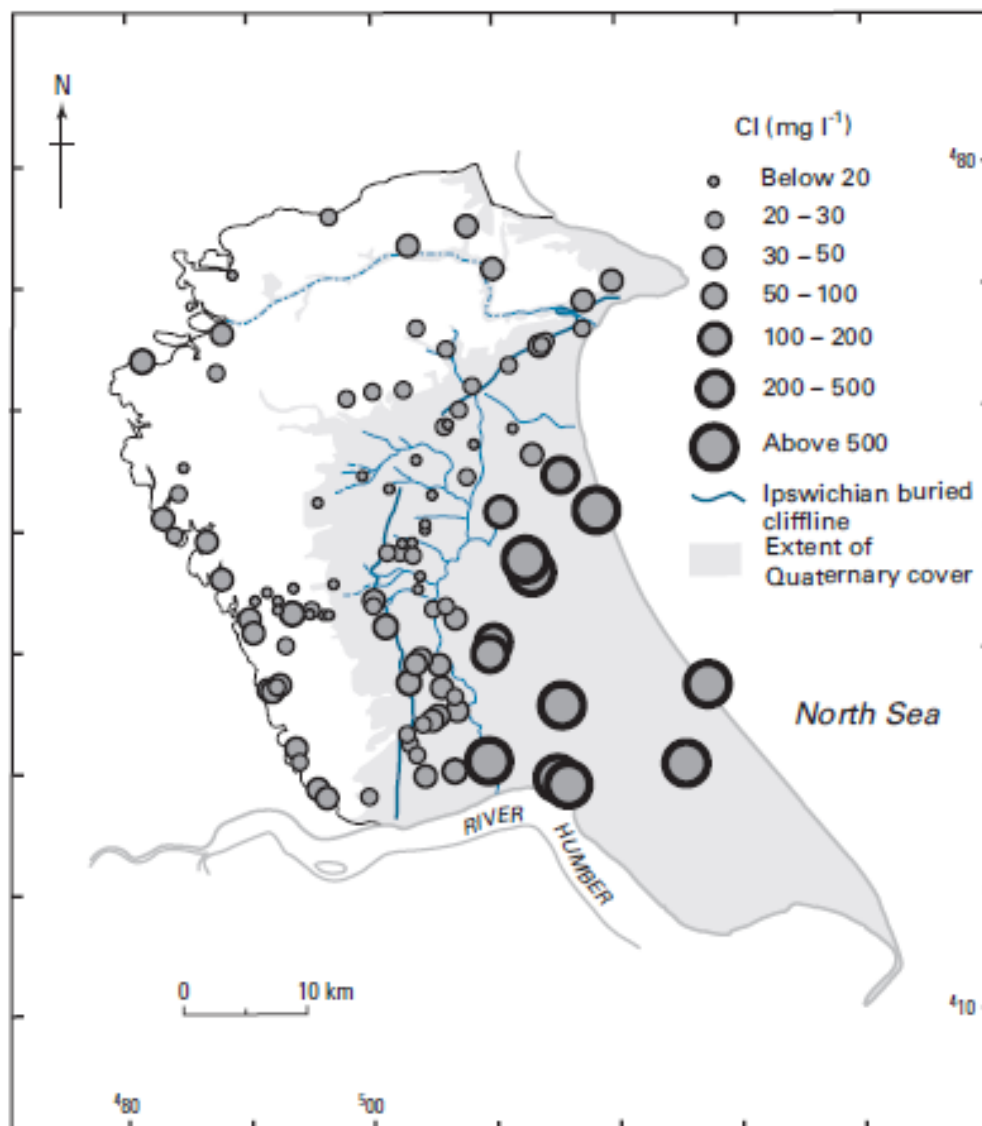 N
Cl (mg l⁻¹)
Below 20
20 – 30
30 – 50
50 – 100
100 – 200
200 – 500
Above 500
Ipswichian buried
cliffline
Extent of
Quaternary cover
⁴80
North Sea
RIVER
HUMBER
0 10 km
⁴10
⁴80
⁵00